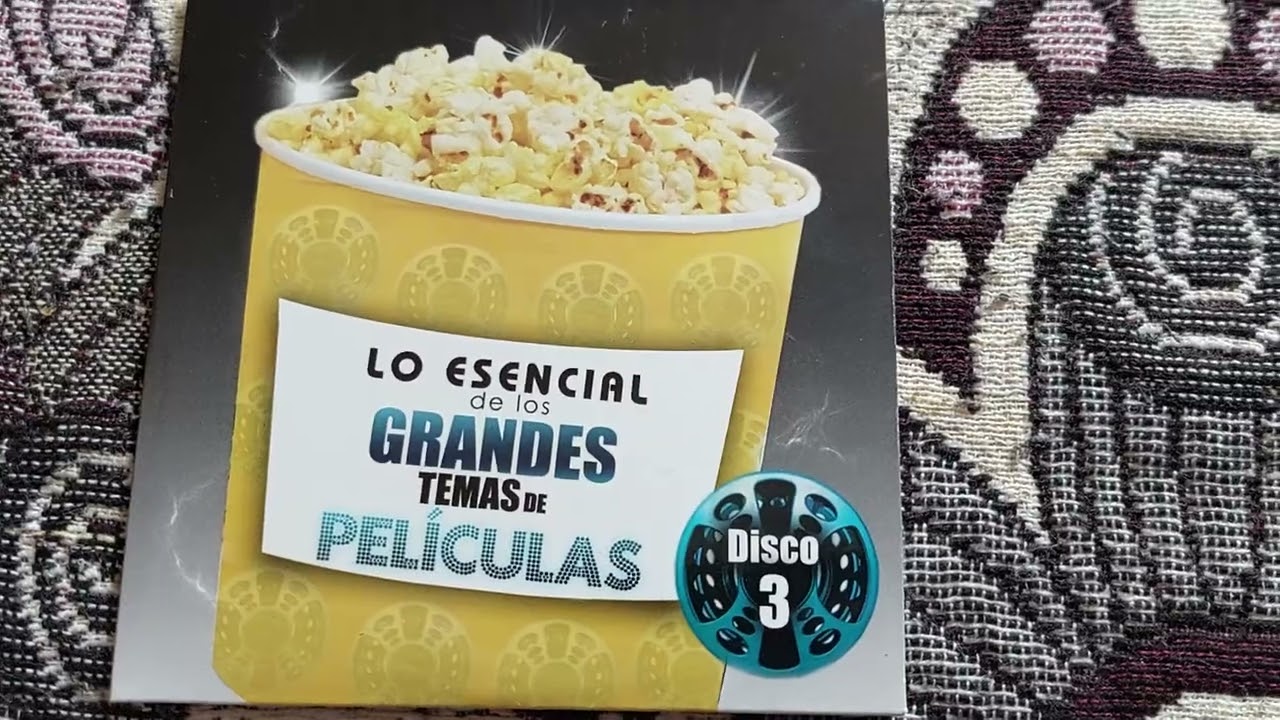 LO ESENCIAL
de los
GRANDES
TEMAS DE
PELÍCULAS
Disco
3